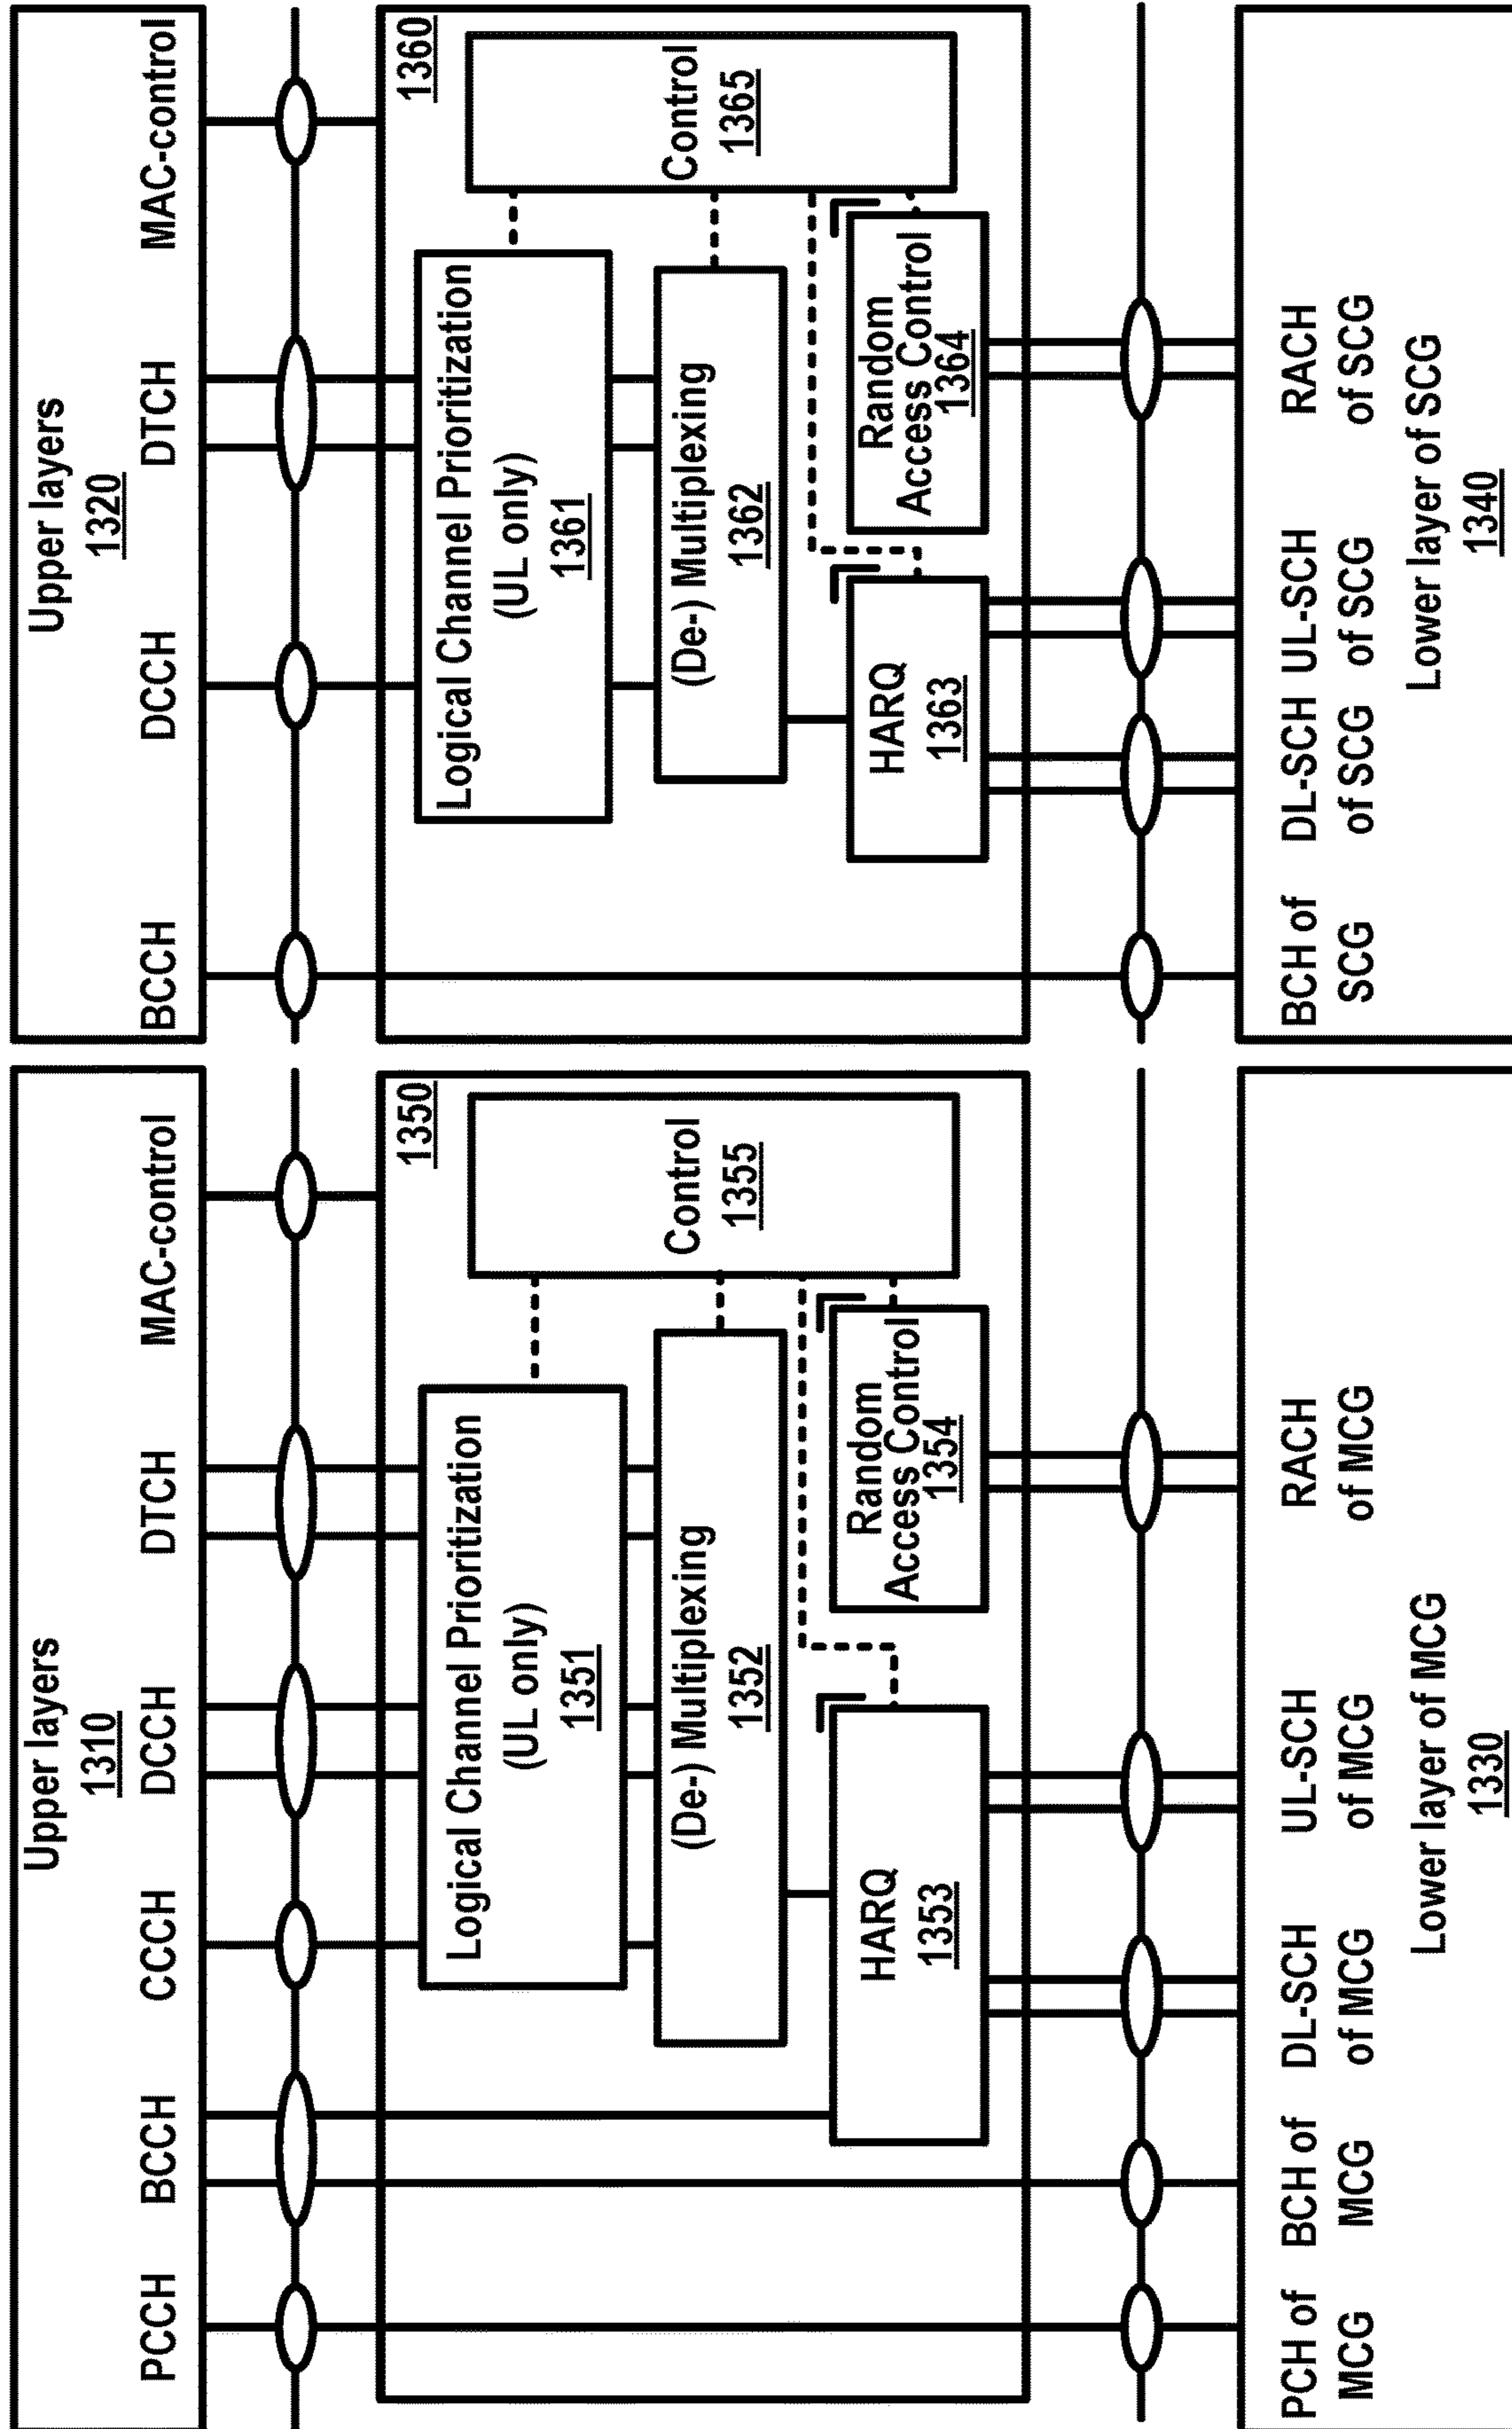 Upper layers
1310
PCCH
BCCH
CCCH
DCCH
DTCH
MAC-control
1350
Logical Channel Prioritization
(UL only)
1351
(De-) Multiplexing
1352
HARQ
1353
Random
Access Control
1354
Control
1355
PCH of
MCG
BCH of
MCG
DL-SCH
of MCG
UL-SCH
of MCG
RACH
of MCG
Lower layer of MCG
1330
Upper layers
1320
BCCH
DCCH
DTCH
MAC-control
1360
Logical Channel Prioritization
(UL only)
1361
(De-) Multiplexing
1362
HARQ
1363
Random
Access Control
1364
Control
1365
BCH of
SCG
DL-SCH
of SCG
UL-SCH
of SCG
RACH
of SCG
Lower layer of SCG
1340